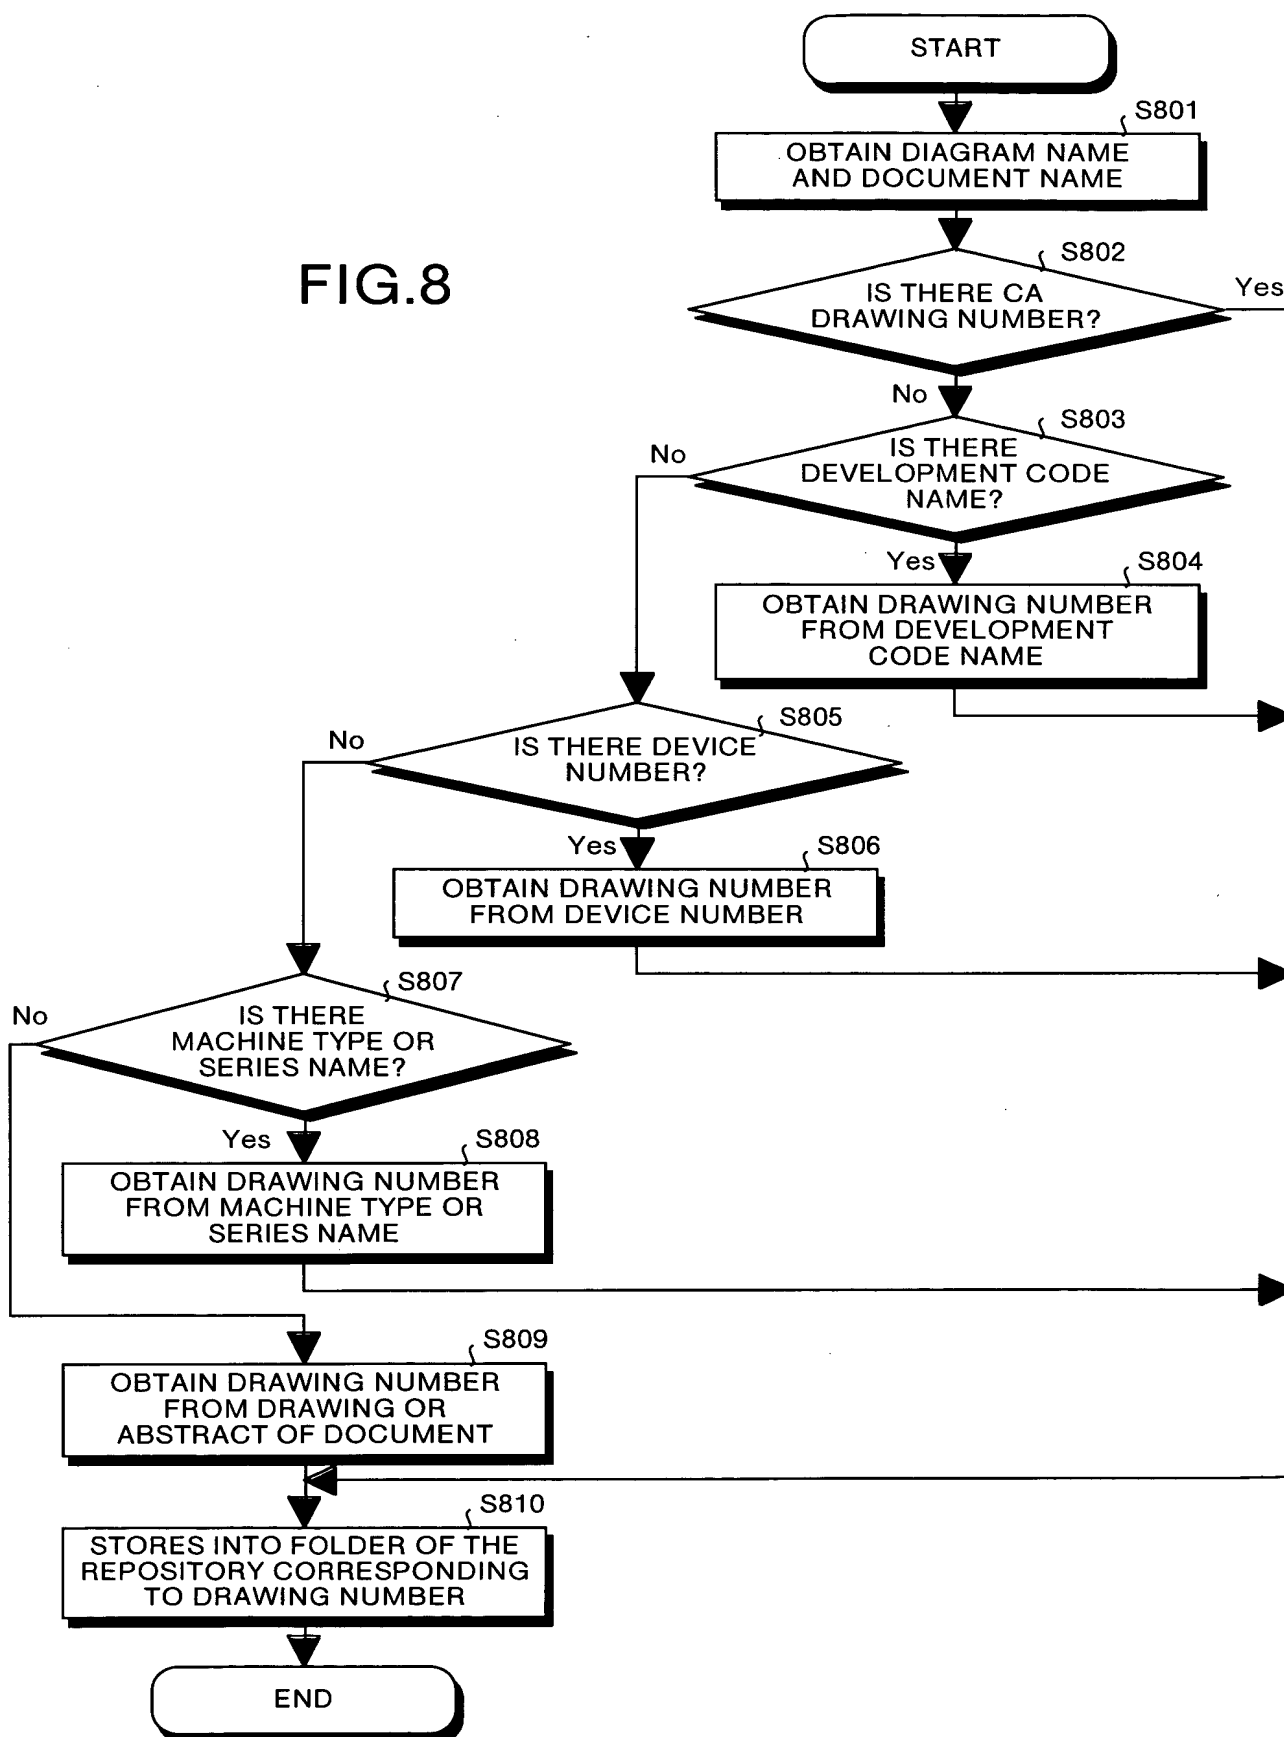 START
S801
OBTAIN DIAGRAM NAME
AND DOCUMENT NAME
FIG.8
S802
IS THERE CA
DRAWING NUMBER?
Yes
No
S803
IS THERE
DEVELOPMENT CODE
NAME?
No
Yes
S804
OBTAIN DRAWING NUMBER
FROM DEVELOPMENT
CODE NAME
S805
IS THERE DEVICE
NUMBER?
No
Yes
S806
OBTAIN DRAWING NUMBER
FROM DEVICE NUMBER
S807
IS THERE
MACHINE TYPE OR
SERIES NAME?
No
Yes
S808
OBTAIN DRAWING NUMBER
FROM MACHINE TYPE OR
SERIES NAME
S809
OBTAIN DRAWING NUMBER
FROM DRAWING OR
ABSTRACT OF DOCUMENT
S810
STORES INTO FOLDER OF THE
REPOSITORY CORRESPONDING
TO DRAWING NUMBER
END